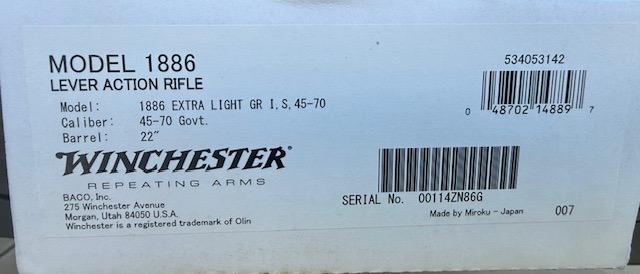 MODEL 1886
LEVER ACTION RIFLE
Model: 1886 EXTRA LIGHT GR I,S,45-70
Caliber: 45-70 Govt.
Barrel: 22″
WINCHESTER®
REPEATING ARMS
BACO, Inc.
275 Winchester Avenue
Morgan, Utah 84050 U.S.A.
Winchester is a registered trademark of Olin
534053142
0 48702 14889 7
SERIAL No. 00114ZN86G
Made by Miroku - Japan 007